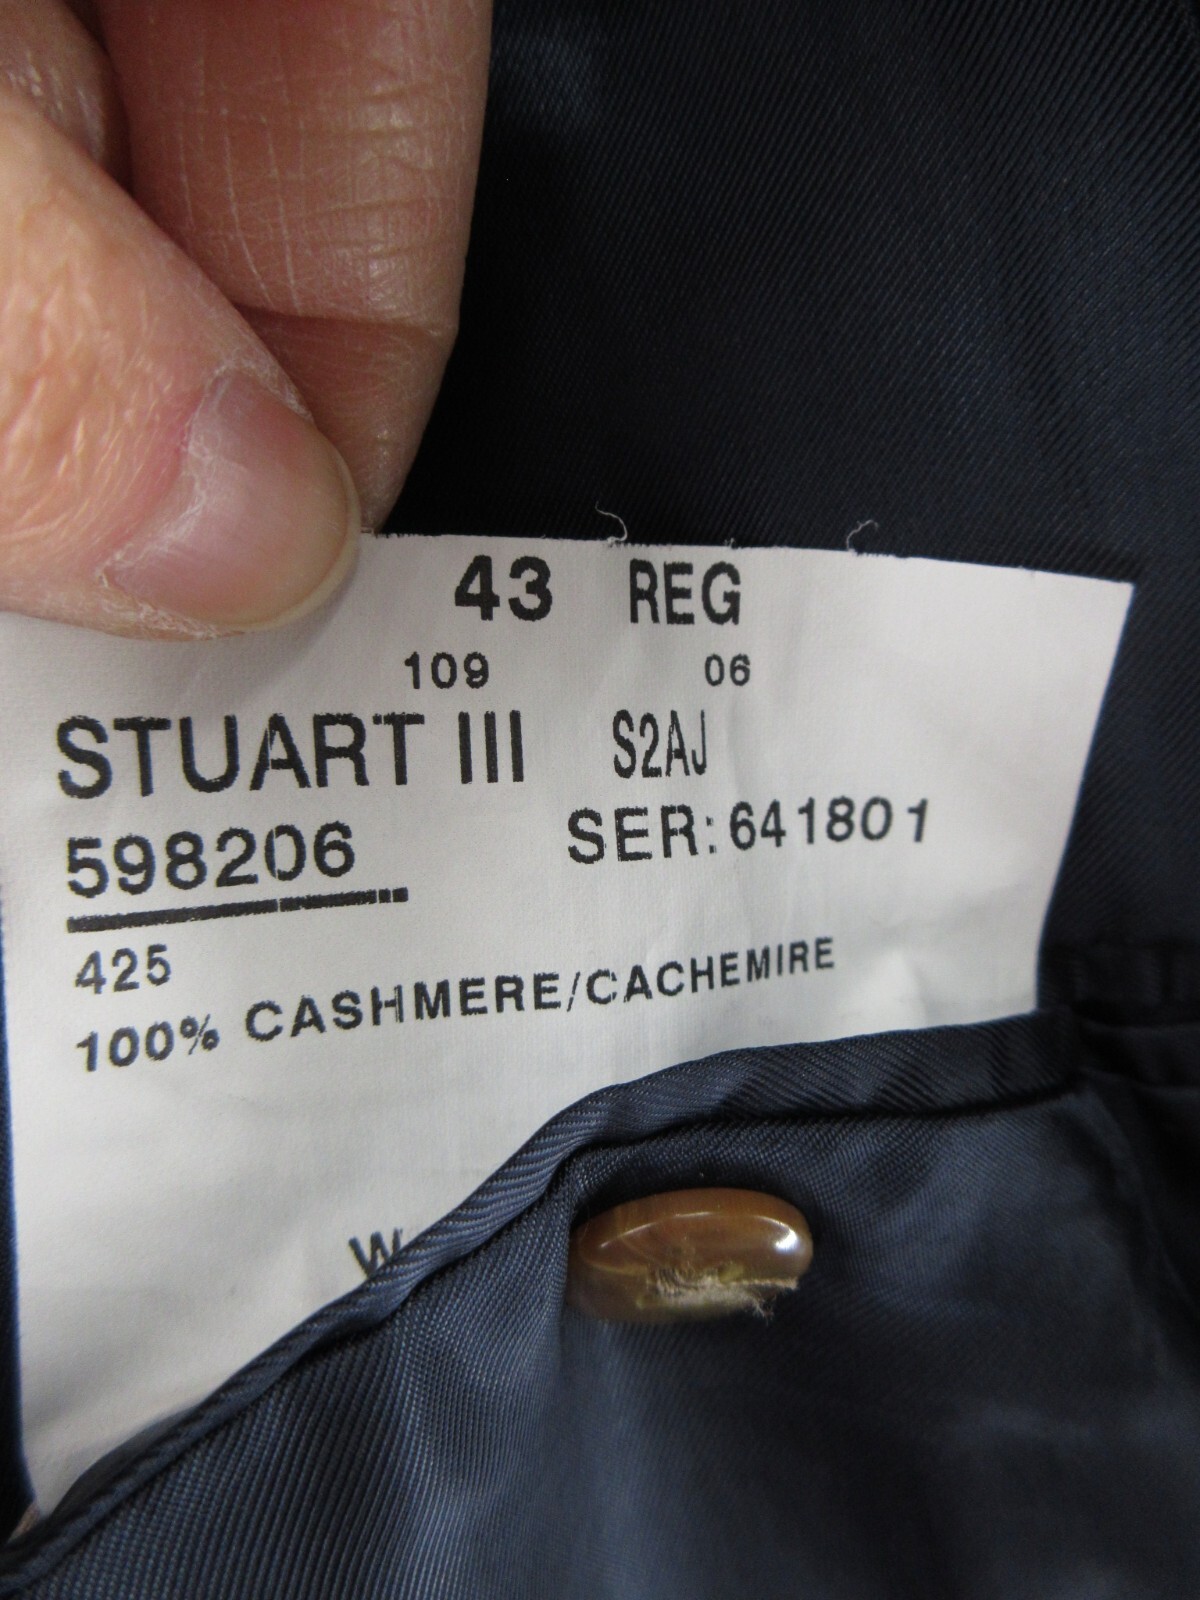 43 REG
109 06
STUART III S2AJ
598206 SER: 641801
425
100% CASHMERE/CACHEMIRE